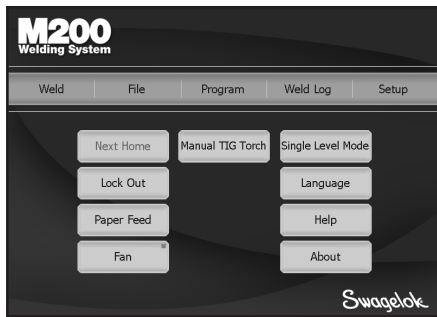 M200
Welding System
Weld File Program Weld Log Setup
Next Home Manual TIG Torch Single Level Mode
Lock Out Language
Paper Feed Help
Fan About
Swagelok